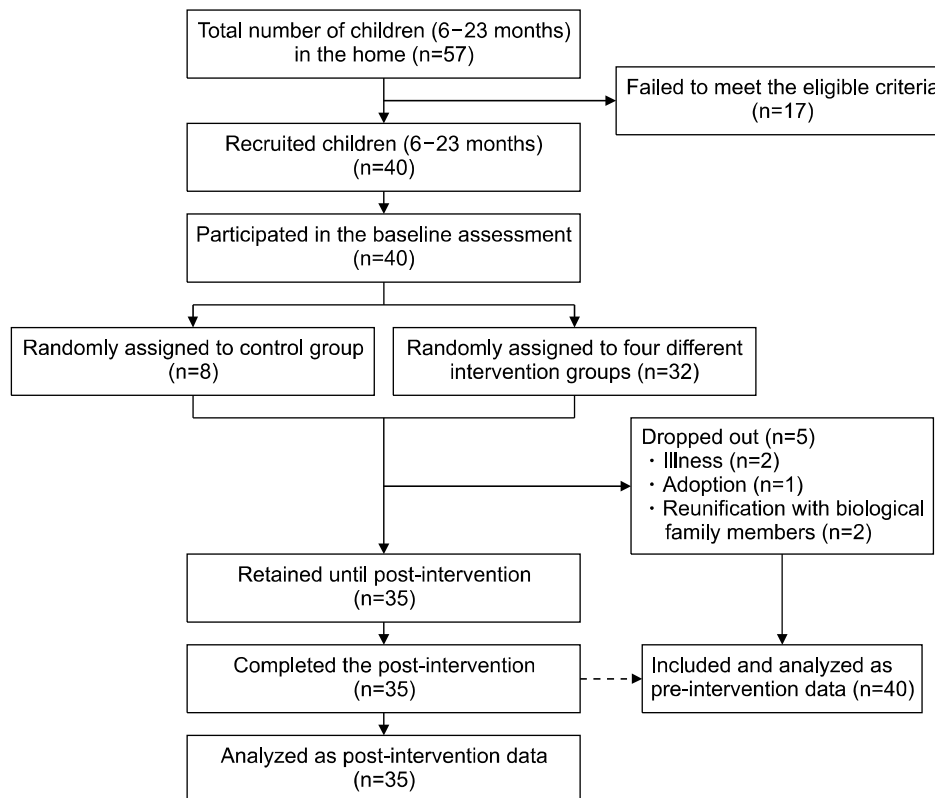 Total number of children (6−23 months)
in the home (n=57)
Failed to meet the eligible criteria
(n=17)
Recruited children (6−23 months)
(n=40)
Participated in the baseline assessment
(n=40)
Randomly assigned to control group
(n=8)
Randomly assigned to four different
intervention groups (n=32)
Dropped out (n=5)
· Illness (n=2)
· Adoption (n=1)
· Reunification with biological
family members (n=2)
Retained until post-intervention
(n=35)
Completed the post-intervention
(n=35)
Included and analyzed as
pre-intervention data (n=40)
Analyzed as post-intervention data
(n=35)